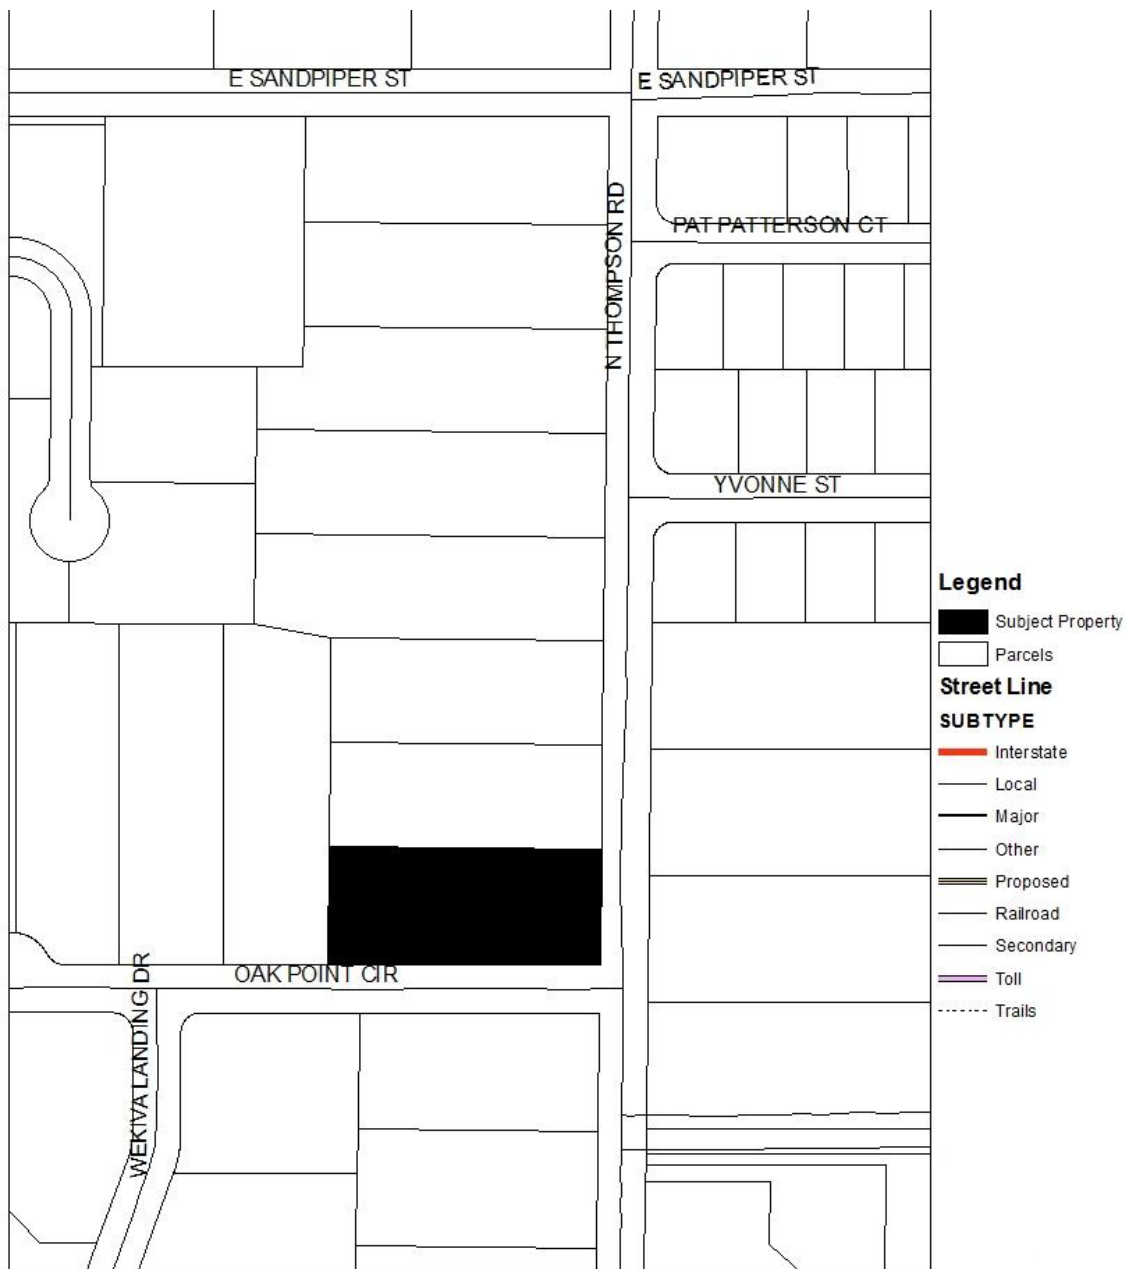 E SANDPIPER ST
E SANDPIPER ST
N THOMPSON RD
PAT PATTERSON CT
YVONNE ST
OAK POINT CIR
WEKIVA LANDING DR
Legend
Subject Property
Parcels
Street Line
SUBTYPE
Interstate
Local
Major
Other
Proposed
Railroad
Secondary
Toll
Trails